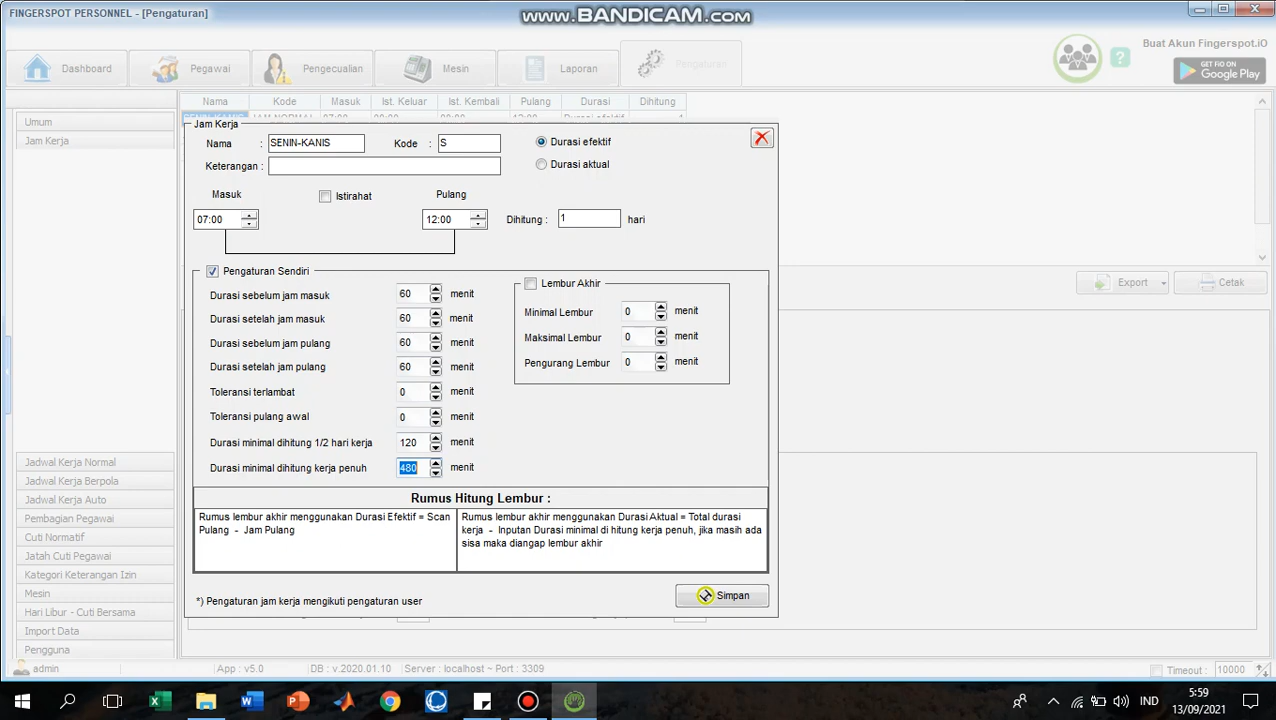 FINGERSPOT PERSONNEL - [Pengaturan]
www.BANDICAM.com
Dashboard
Pegawai
Pengecualian
Mesin
Laporan
Pengaturan
Buat Akun Fingerspot.iO
GET FiO ON
Google Play
Nama Kode Masuk Ist. Keluar Ist. Kembali Pulang Durasi Dihitung
Umum
Jam Kerja
Jam Kerja
Nama : SENIN-KANIS Kode : S
Durasi efektif
Keterangan :
Durasi aktual
Masuk
Istirahat
Pulang
07:00
12:00
Dihitung : 1 hari
Pengaturan Sendiri
Durasi sebelum jam masuk 60 menit
Durasi setelah jam masuk 60 menit
Durasi sebelum jam pulang 60 menit
Durasi setelah jam pulang 60 menit
Toleransi terlambat 0 menit
Toleransi pulang awal 0 menit
Durasi minimal dihitung 1/2 hari kerja 120 menit
Durasi minimal dihitung kerja penuh 480 menit
Lembur Akhir
Minimal Lembur 0 menit
Maksimal Lembur 0 menit
Pengurang Lembur 0 menit
Rumus Hitung Lembur :
Rumus lembur akhir menggunakan Durasi Efektif = Scan
Pulang - Jam Pulang
Rumus lembur akhir menggunakan Durasi Aktual = Total durasi
kerja - Inputan Durasi minimal di hitung kerja penuh, jika masih ada
sisa maka diangap lembur akhir
*) Pengaturan jam kerja mengikuti pengaturan user
Simpan
Export
Cetak
Jadwal Kerja Normal
Jadwal Kerja Berpola
Jadwal Kerja Auto
Pembagian Pegawai
Cuti Normatif
Jatah Cuti Pegawai
Kategori Keterangan Izin
Mesin
Hari Libur - Cuti Bersama
Import Data
Pengguna
admin
App : v5.0
DB : v.2020.01.10
Server : localhost ~ Port : 3309
Timeout : 10000
IND
5:59
13/09/2021